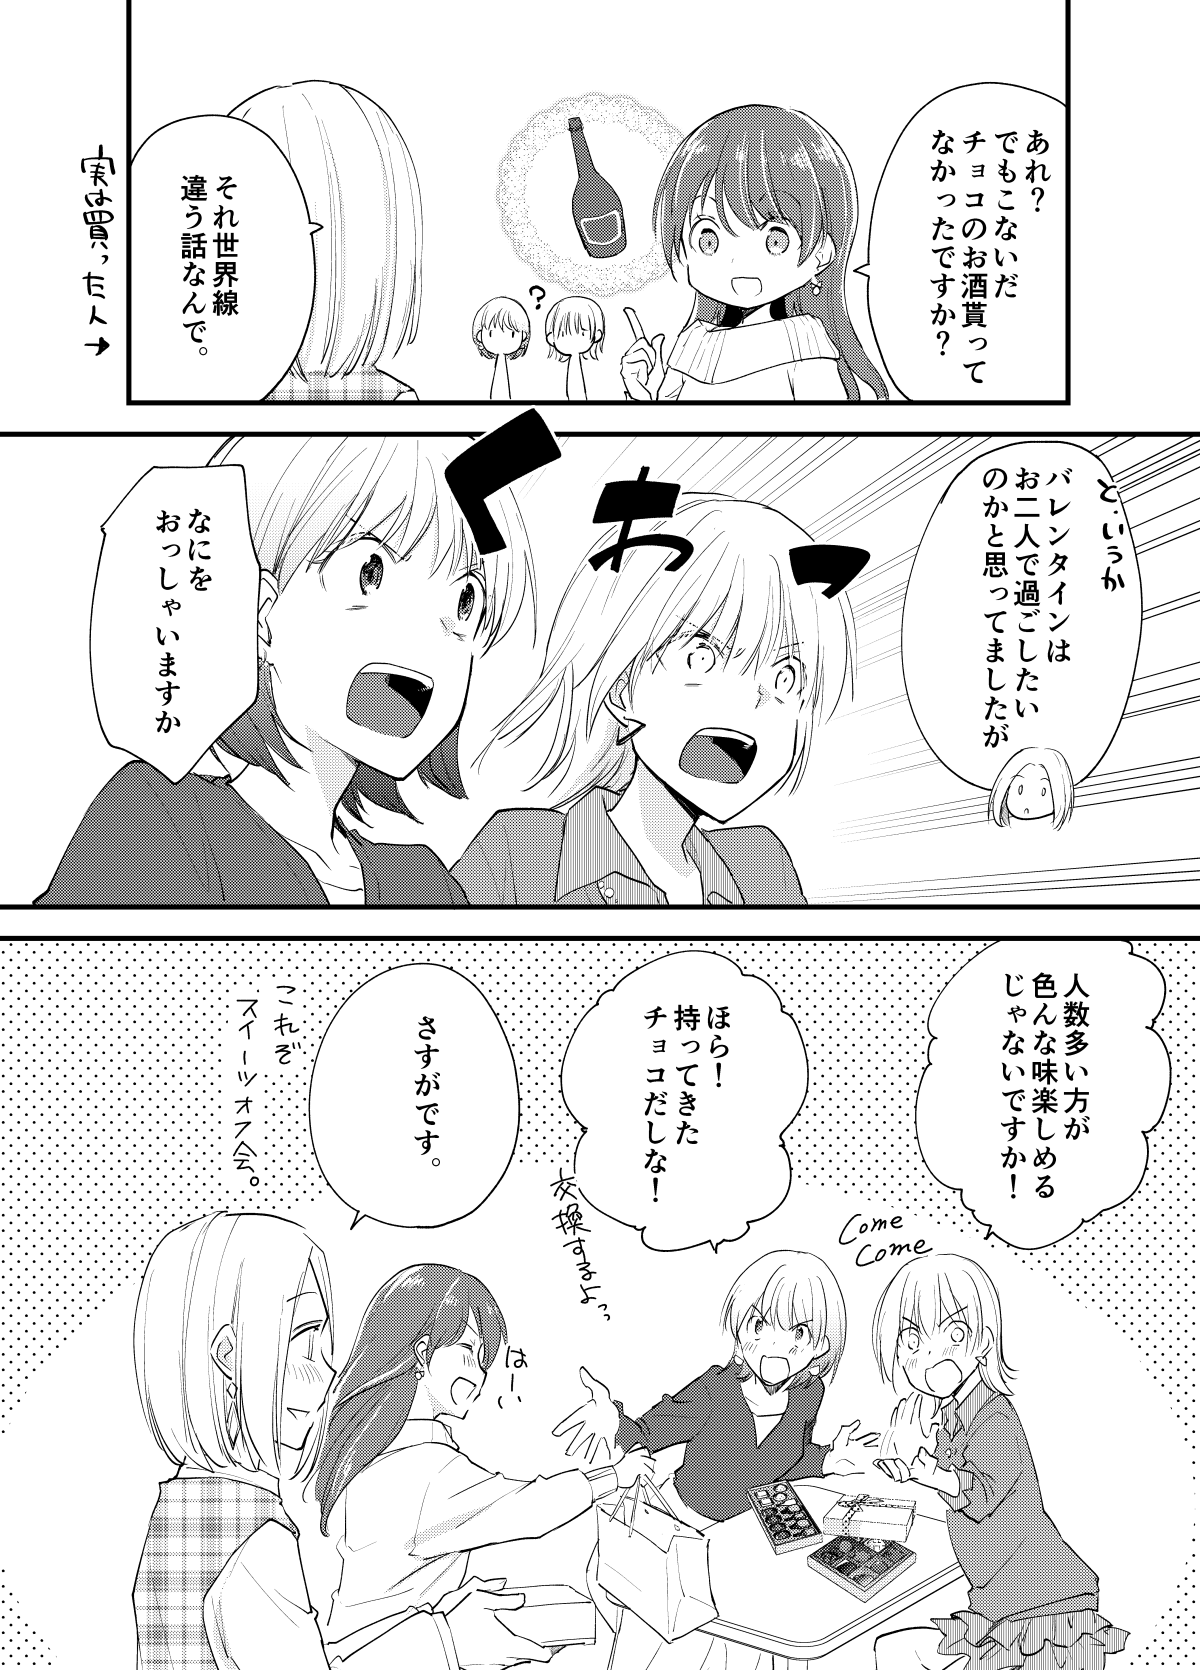 あれ？
でもこないだ
チョコのお酒貰って
なかったですか？
？
それ世界線
違う話なんで。
実は買った人→
と、いうか
バレンタインは
お二人で過ごしたい
のかと思ってましたが
くわっ
なにを
おっしゃいますか
人数多い方が
色んな味楽しめる
じゃないですか！
Come
Come
ほら！
持ってきた
チョコだしな！
交換するよっ
はーい
さすがです。
これぞ
スイーツオフ会。